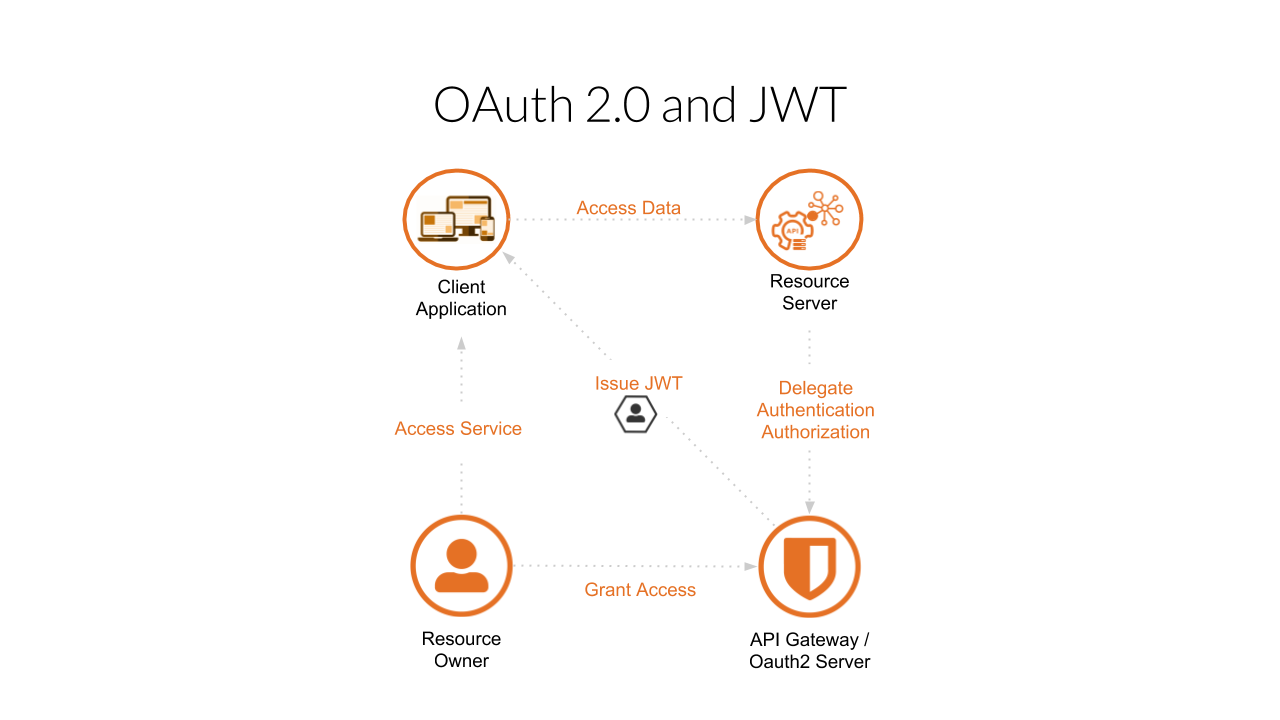 OAuth 2.0 and JWT
Access Data
API
Client
Application
Resource
Server
Issue JWT
Delegate
Authentication
Authorization
Access Service
Grant Access
Resource
Owner
API Gateway /
Oauth2 Server